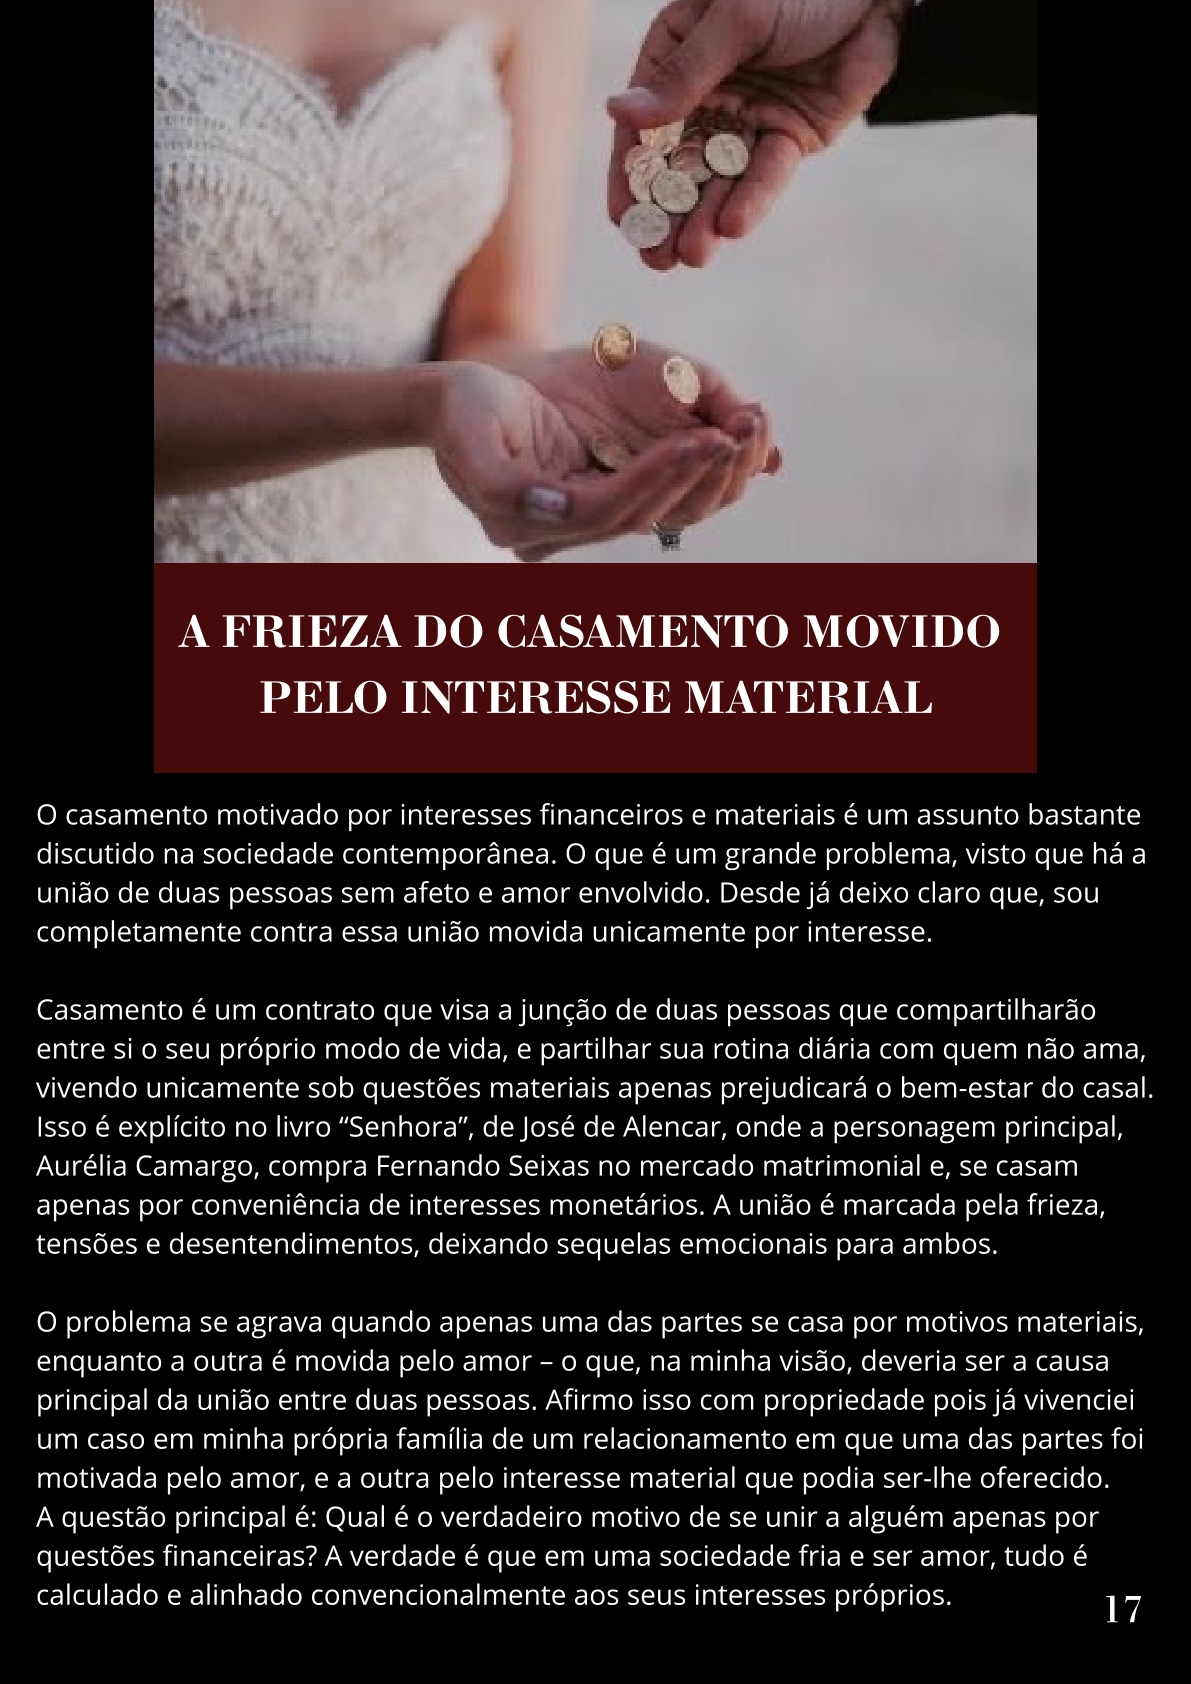 A FRIEZA DO CASAMENTO MOVIDO
PELO INTERESSE MATERIAL
O casamento motivado por interesses financeiros e materiais é um assunto bastante
discutido na sociedade contemporânea. O que é um grande problema, visto que há a
união de duas pessoas sem afeto e amor envolvido. Desde já deixo claro que, sou
completamente contra essa união movida unicamente por interesse.
Casamento é um contrato que visa a junção de duas pessoas que compartilharão
entre si o seu próprio modo de vida, e partilhar sua rotina diária com quem não ama,
vivendo unicamente sob questões materiais apenas prejudicará o bem-estar do casal.
Isso é explícito no livro “Senhora”, de José de Alencar, onde a personagem principal,
Aurélia Camargo, compra Fernando Seixas no mercado matrimonial e, se casam
apenas por conveniência de interesses monetários. A união é marcada pela frieza,
tensões e desentendimentos, deixando sequelas emocionais para ambos.
O problema se agrava quando apenas uma das partes se casa por motivos materiais,
enquanto a outra é movida pelo amor – o que, na minha visão, deveria ser a causa
principal da união entre duas pessoas. Afirmo isso com propriedade pois já vivenciei
um caso em minha própria família de um relacionamento em que uma das partes foi
motivada pelo amor, e a outra pelo interesse material que podia ser-lhe oferecido.
A questão principal é: Qual é o verdadeiro motivo de se unir a alguém apenas por
questões financeiras? A verdade é que em uma sociedade fria e ser amor, tudo é
calculado e alinhado convencionalmente aos seus interesses próprios.
17